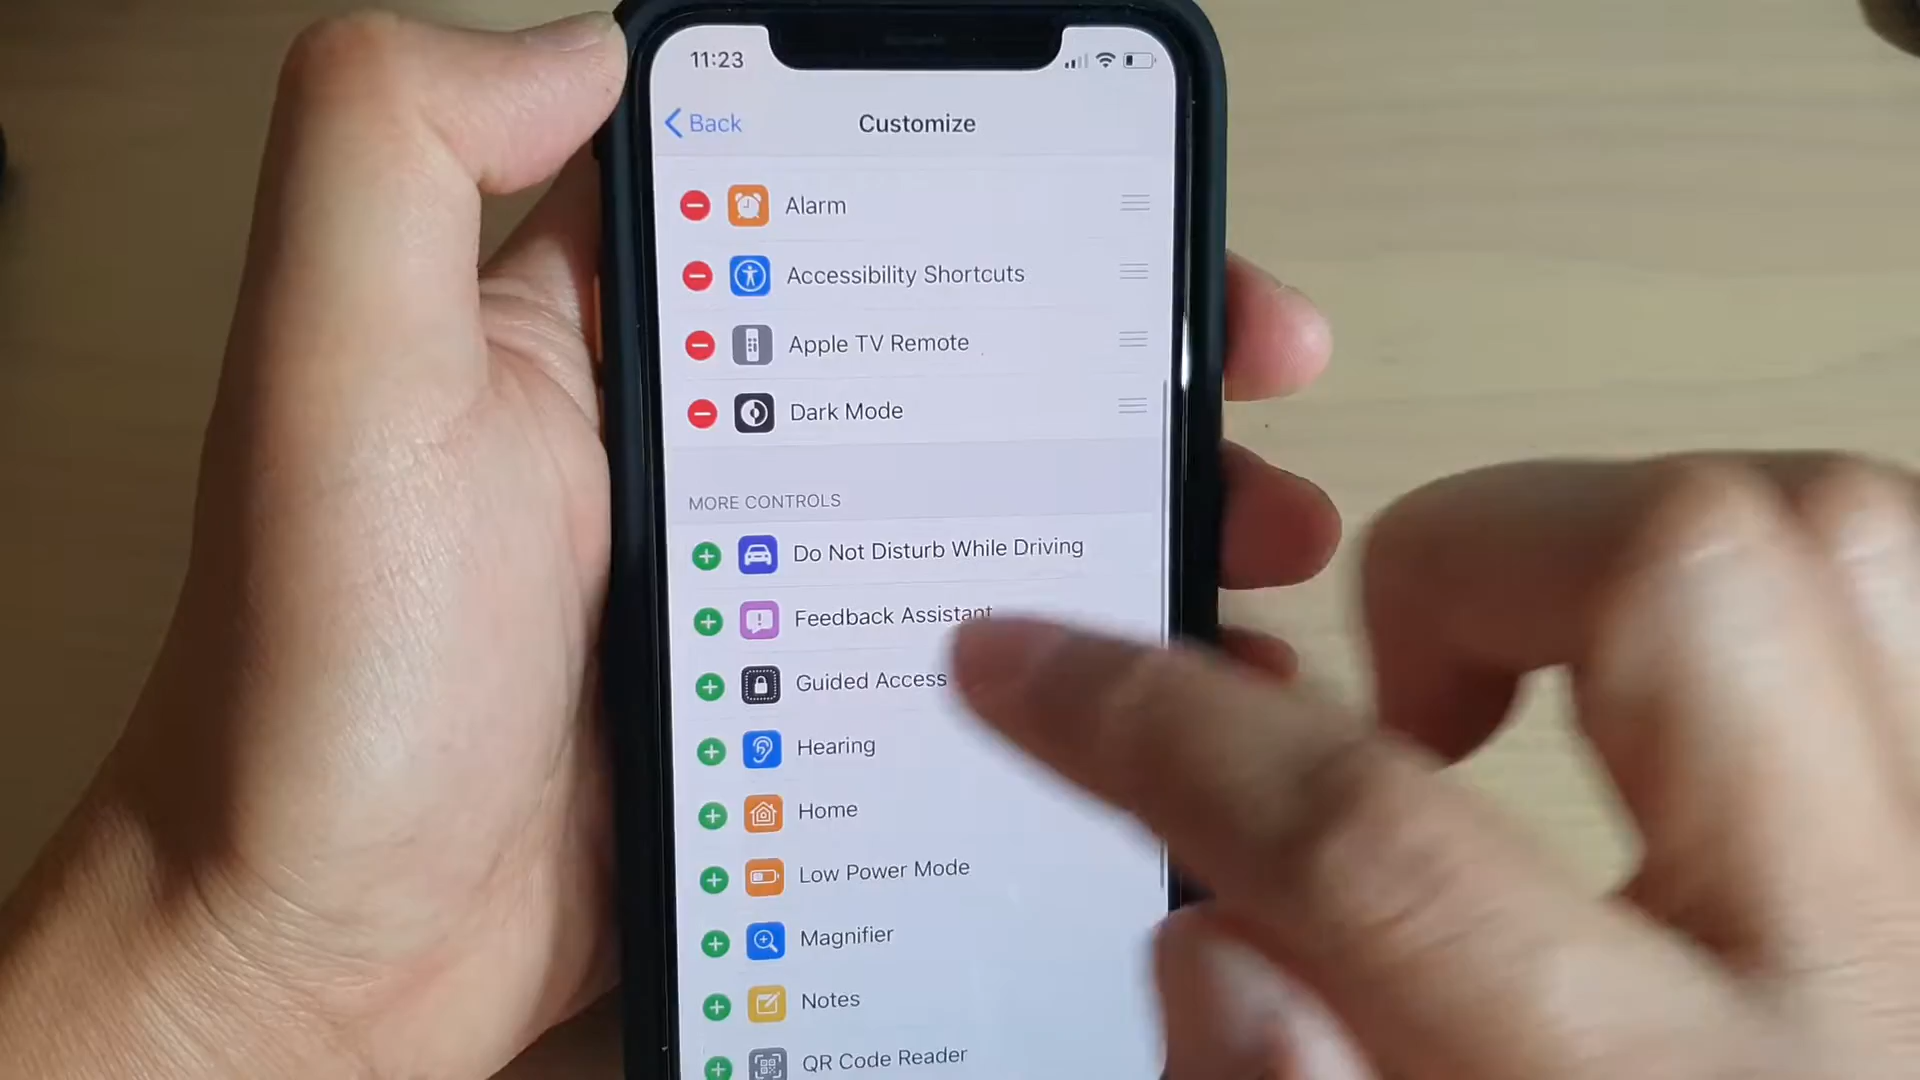 11:23
Back
Customize
Alarm
Accessibility Shortcuts
Apple TV Remote
Dark Mode
MORE CONTROLS
Do Not Disturb While Driving
Feedback Assistant
Guided Access
Hearing
Home
Low Power Mode
Magnifier
Notes
QR Code Reader